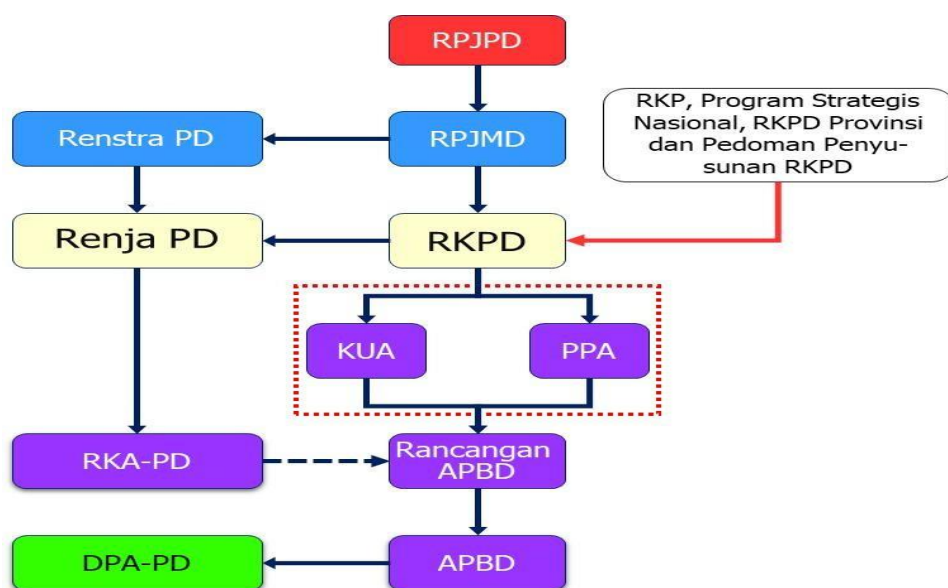 RPJPD
RKP, Program Strategis
Nasional, RKPD Provinsi
dan Pedoman Penyu-
sunan RKPD
Renstra PD
RPJMD
Renja PD
RKPD
KUA
PPA
RKA-PD
Rancangan
APBD
DPA-PD
APBD